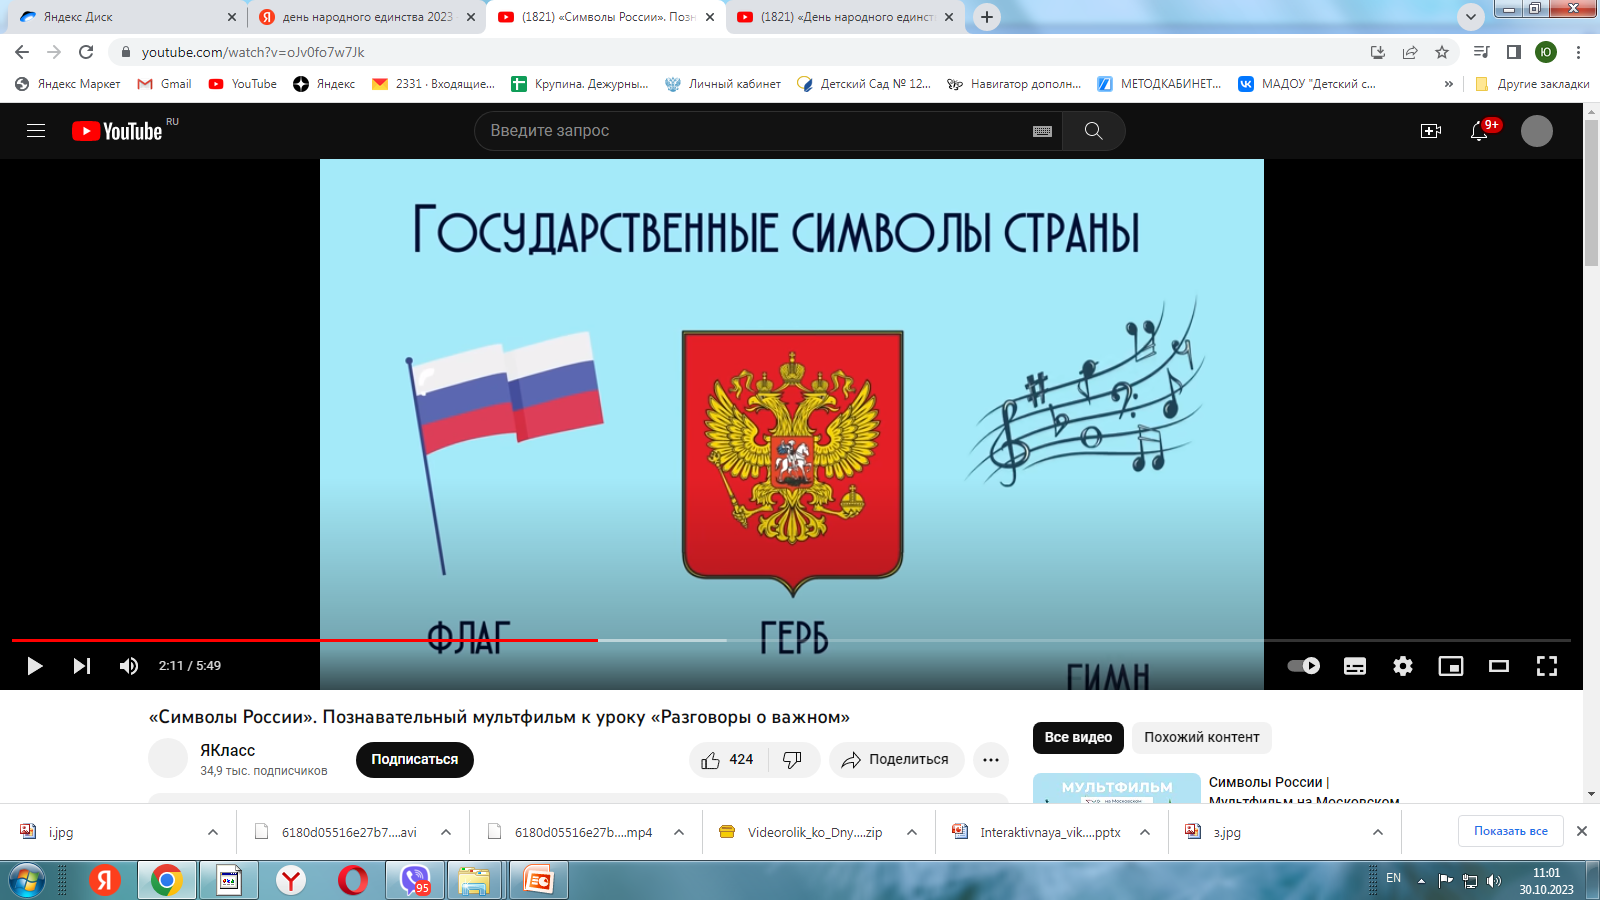 Яндекс Диск
день народного единства 2023
(1821) «Символы России». Позн
(1821) «День народного единст
youtube.com/watch?v=oJv0fo7w7Jk
Ю
Яндекс Маркет
Gmail
YouTube
Яндекс
2331 · Входящие...
Крупина. Дежурны...
Личный кабинет
Детский Сад № 12...
Навигатор дополн...
МЕТОДКАБИНЕТ...
МАДОУ "Детский с...
»
Другие закладки
YouTube RU
Введите запрос
9+
Государственные символы страны
ФЛАГ
ГЕРБ
ГИМН
2:11 / 5:49
«Символы России». Познавательный мультфильм к уроку «Разговоры о важном»
ЯКласс
34,9 тыс. подписчиков
Подписаться
424
Поделиться
Все видео
Похожий контент
МУЛЬТФИЛЬМ
Символы России |
Мультфильм на Московском
i.jpg
6180d05516e27b7....avi
6180d05516e27b....mp4
Videorolik_ko_Dny....zip
Interaktivnaya_vik....pptx
з.jpg
Показать все
95
EN
11:01
30.10.2023